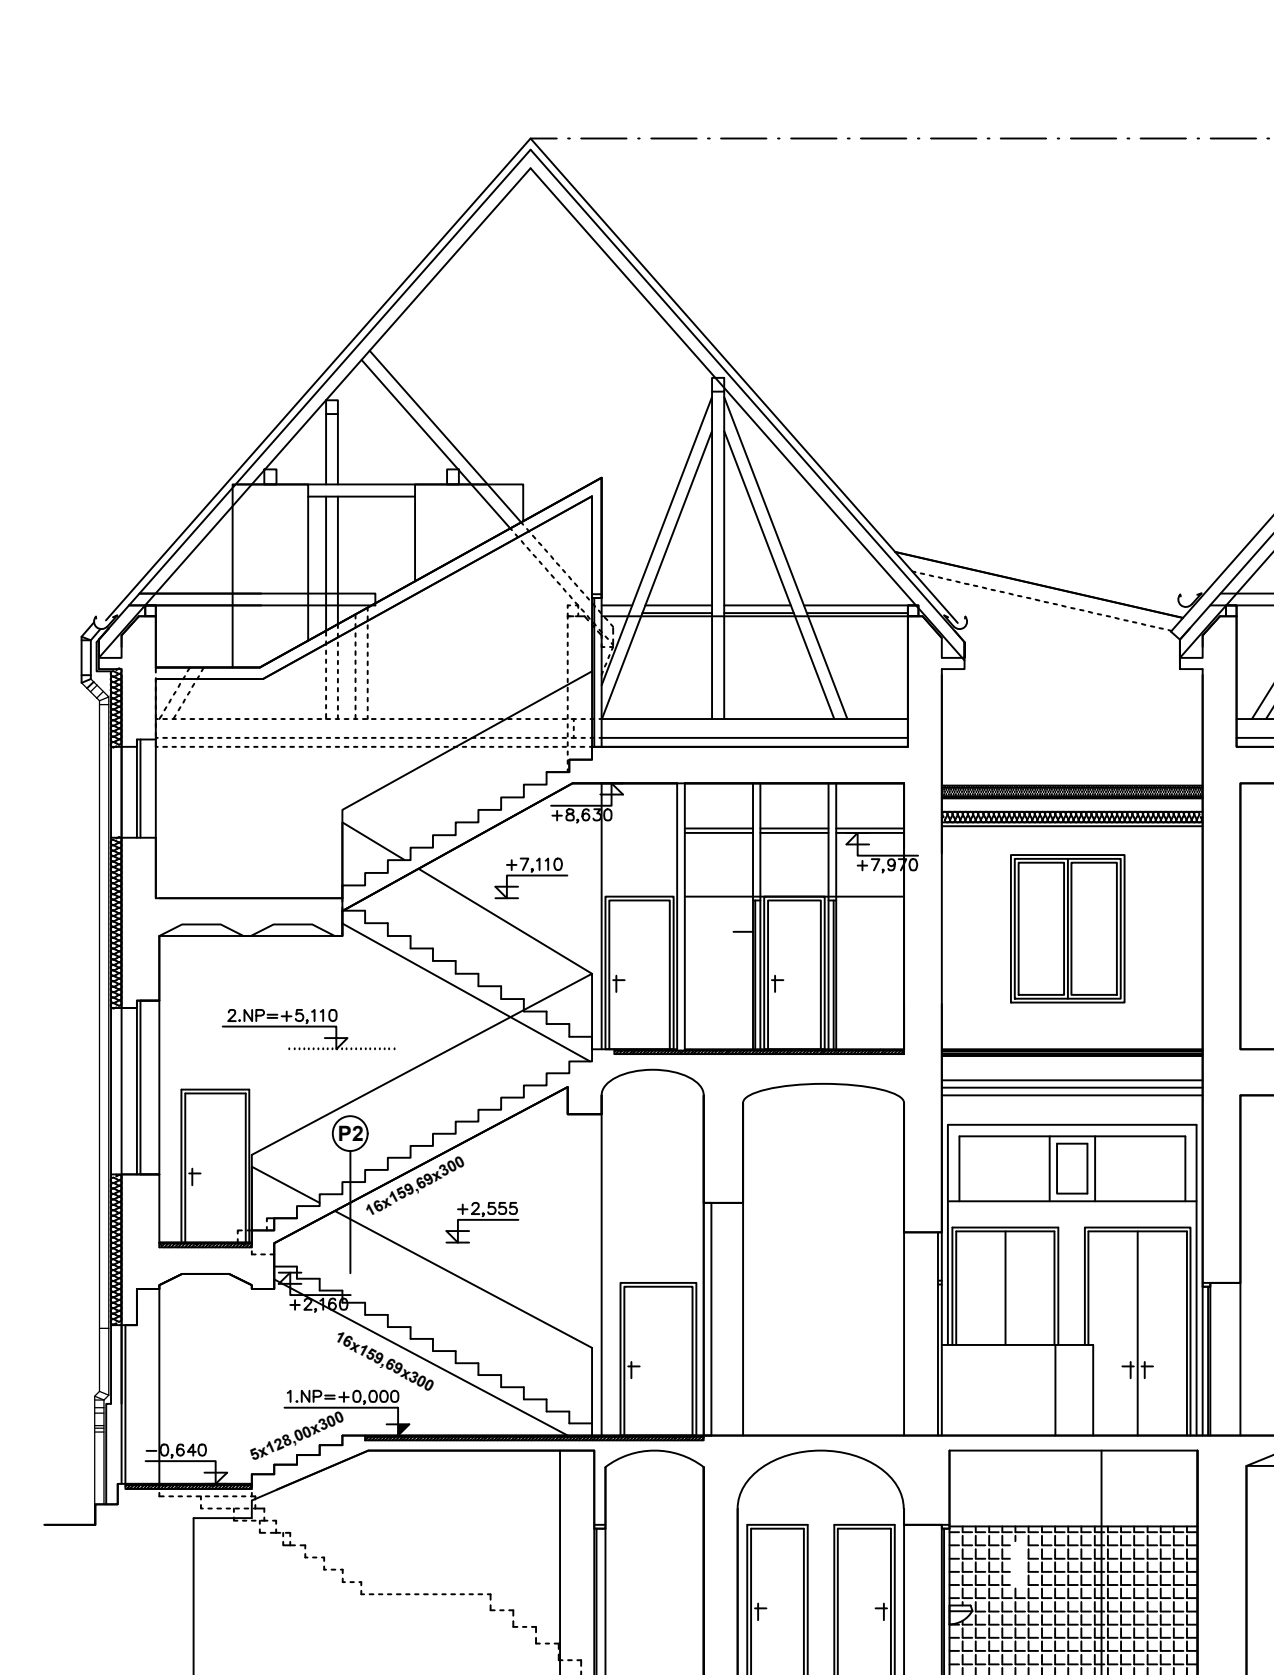 +8,630
+7,110
+7,970
2.NP=+5,110
P2
16x159,69x300
+2,555
+2,160
16x159,69x300
1.NP=+0,000
5x128,00x300
−0,640